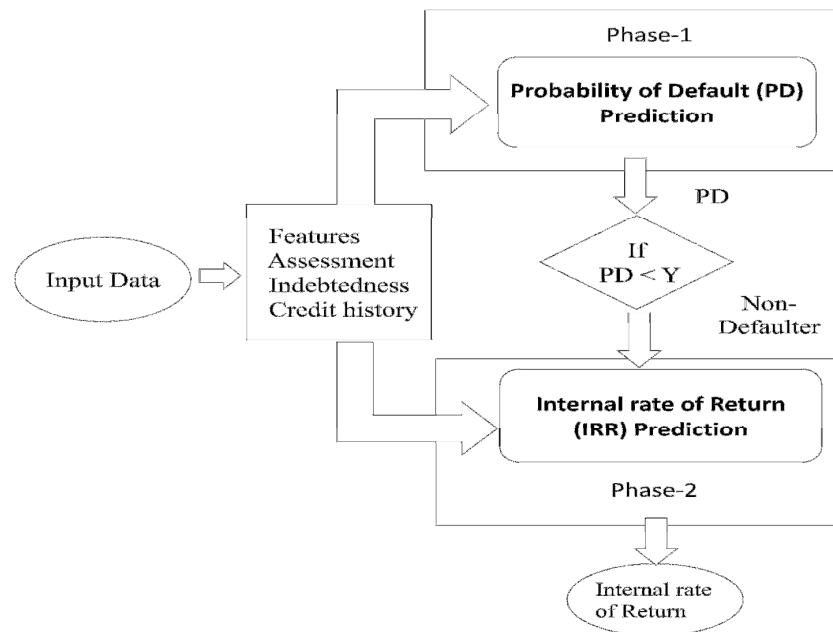 Phase-1
Probability of Default (PD)
Prediction
PD
If
PD < Y
Non-
Defaulter
Input Data
Features
Assessment
Indebtedness
Credit history
Internal rate of Return
(IRR) Prediction
Phase-2
Internal rate
of Return